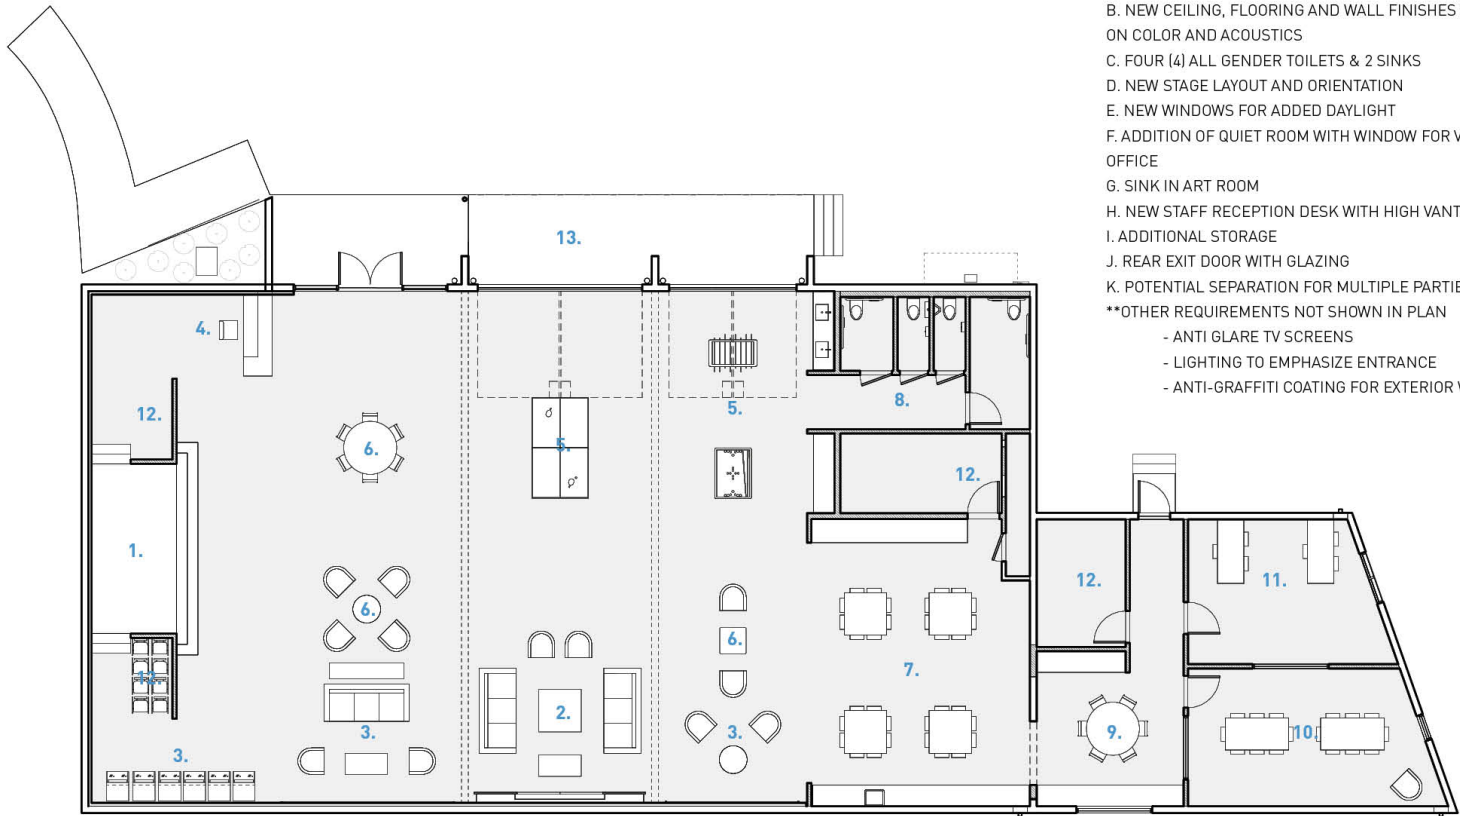 B. NEW CEILING, FLOORING AND WALL FINISHES
ON COLOR AND ACOUSTICS
C. FOUR (4) ALL GENDER TOILETS & 2 SINKS
D. NEW STAGE LAYOUT AND ORIENTATION
E. NEW WINDOWS FOR ADDED DAYLIGHT
F. ADDITION OF QUIET ROOM WITH WINDOW FOR V
OFFICE
G. SINK IN ART ROOM
H. NEW STAFF RECEPTION DESK WITH HIGH VANT
I. ADDITIONAL STORAGE
J. REAR EXIT DOOR WITH GLAZING
K. POTENTIAL SEPARATION FOR MULTIPLE PARTIE
**OTHER REQUIREMENTS NOT SHOWN IN PLAN
- ANTI GLARE TV SCREENS
- LIGHTING TO EMPHASIZE ENTRANCE
- ANTI-GRAFFITI COATING FOR EXTERIOR V
13.
4.
12.
6.
5.
5.
8.
12.
1.
6.
6.
12.
11.
12.
7.
3.
3.
2.
3.
9.
10.